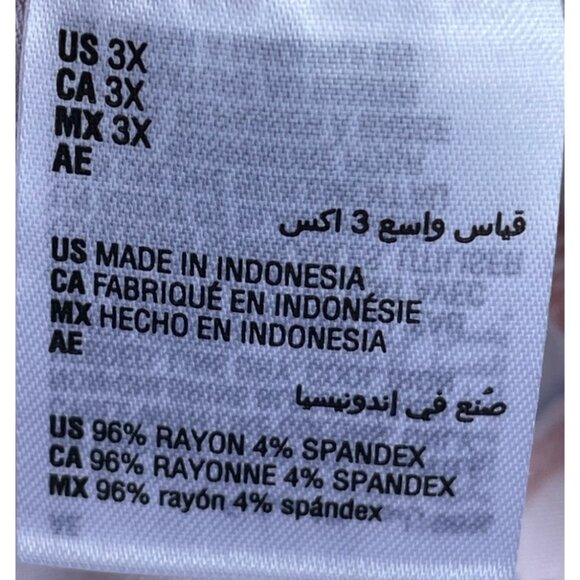 US 3X
CA 3X
MX 3X
AE
قياس واسع 3 اكس
US MADE IN INDONESIA
CA FABRIQUÉ EN INDONÉSIE
MX HECHO EN INDONESIA
AE
صُنع في إندونيسيا
US 96% RAYON 4% SPANDEX
CA 96% RAYONNE 4% SPANDEX
MX 96% rayón 4% spándex